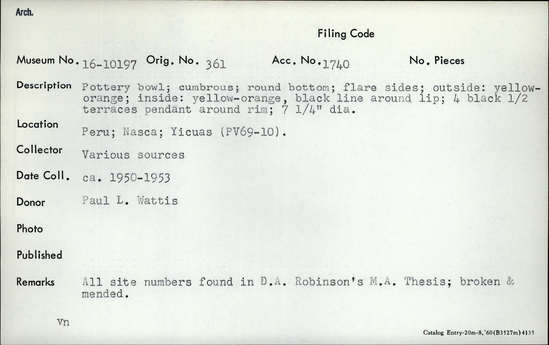 Arch.
Filing Code
Museum No. 16-10197 Orig. No. 361 Acc. No. 1740 No. Pieces
Description Pottery bowl; cumbrous; round bottom; flare sides; outside: yellow-
orange; inside: yellow-orange, black line around lip; 4 black 1/2
terraces pendant around rim; 7 1/4" dia.
Location Peru; Nasca; Yicuas (PV69-10).
Collector Various sources
Date Coll. ca. 1950-1953
Donor Paul L. Wattis
Photo
Published
Remarks All site numbers found in D.A. Robinson's M.A. Thesis; broken &
mended.
Vn
Catalog Entry-20m-8,'60(B3527m)4135